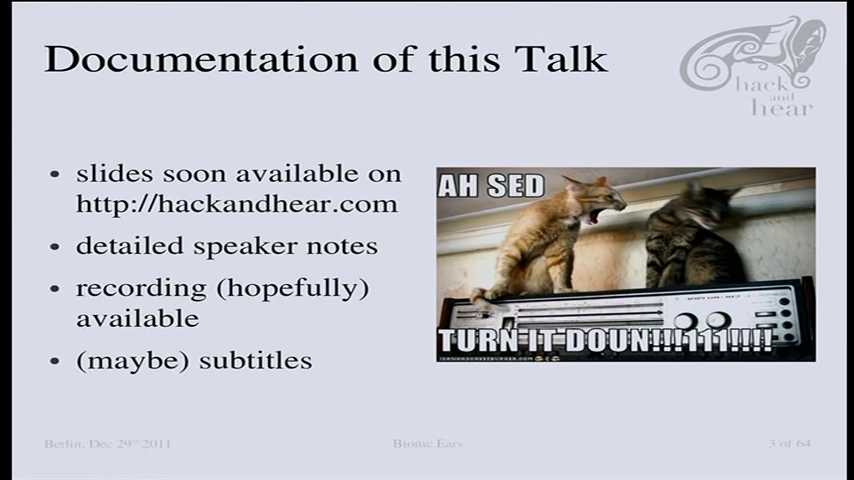 Documentation of this Talk
hack
and
hear
• slides soon available on
http://hackandhear.com
• detailed speaker notes
• recording (hopefully)
available
• (maybe) subtitles
AH SED
TURN IT DOUN!!!111!!!!
Berlin, Dec 29th 2011
Bionic Ears
3 of 64